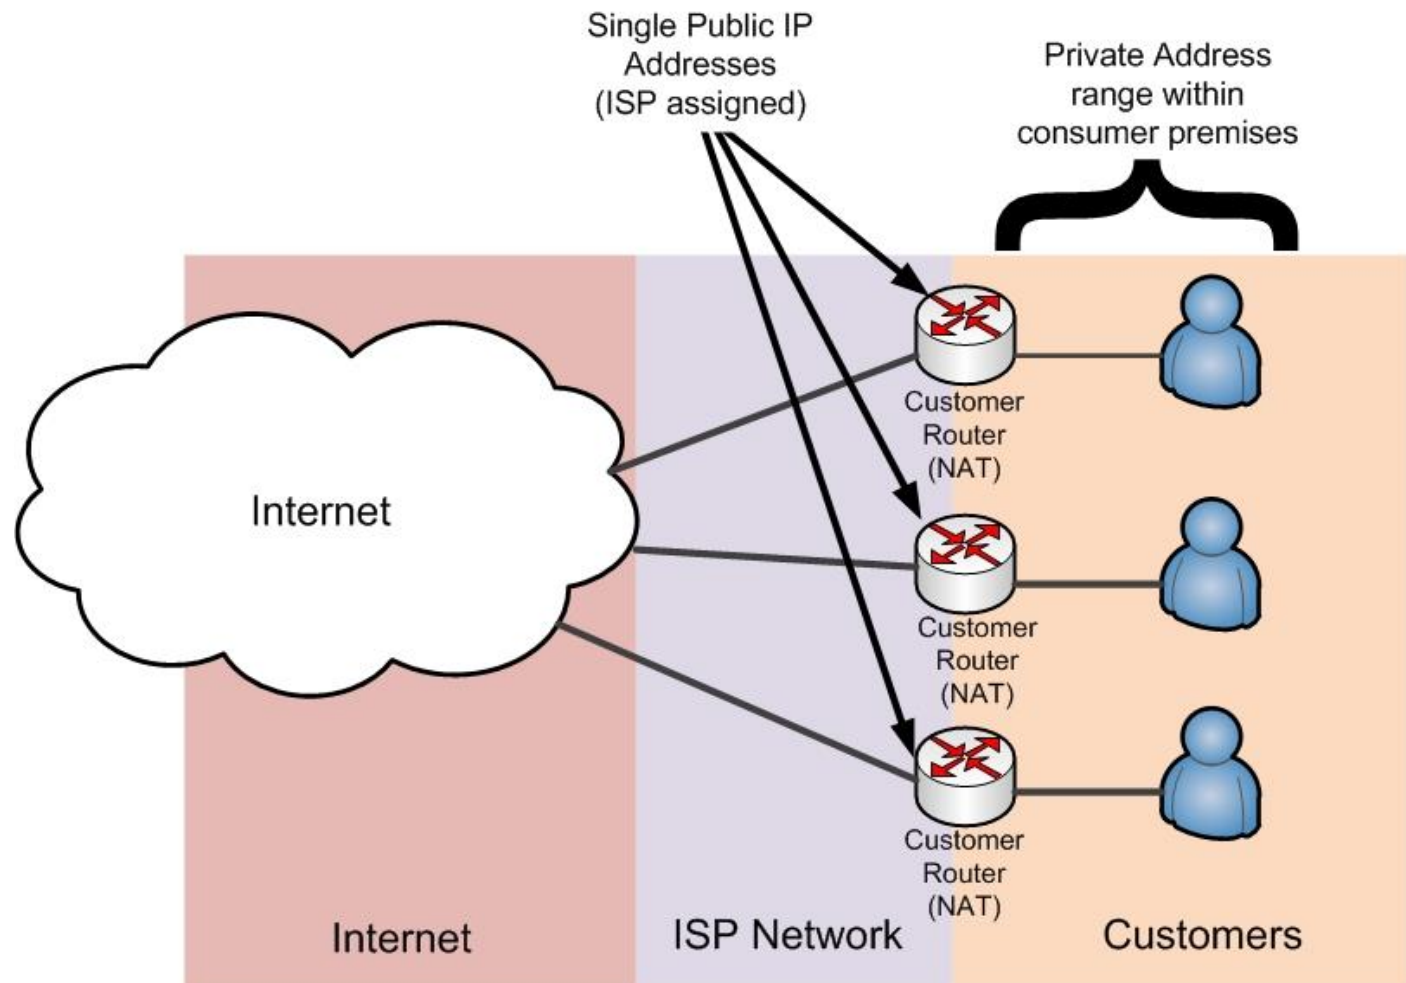 Single Public IP
Addresses
(ISP assigned)
Private Address
range within
consumer premises
Customer
Router
(NAT)
Internet
Customer
Router
(NAT)
Customer
Router
(NAT)
Internet
ISP Network
Customers